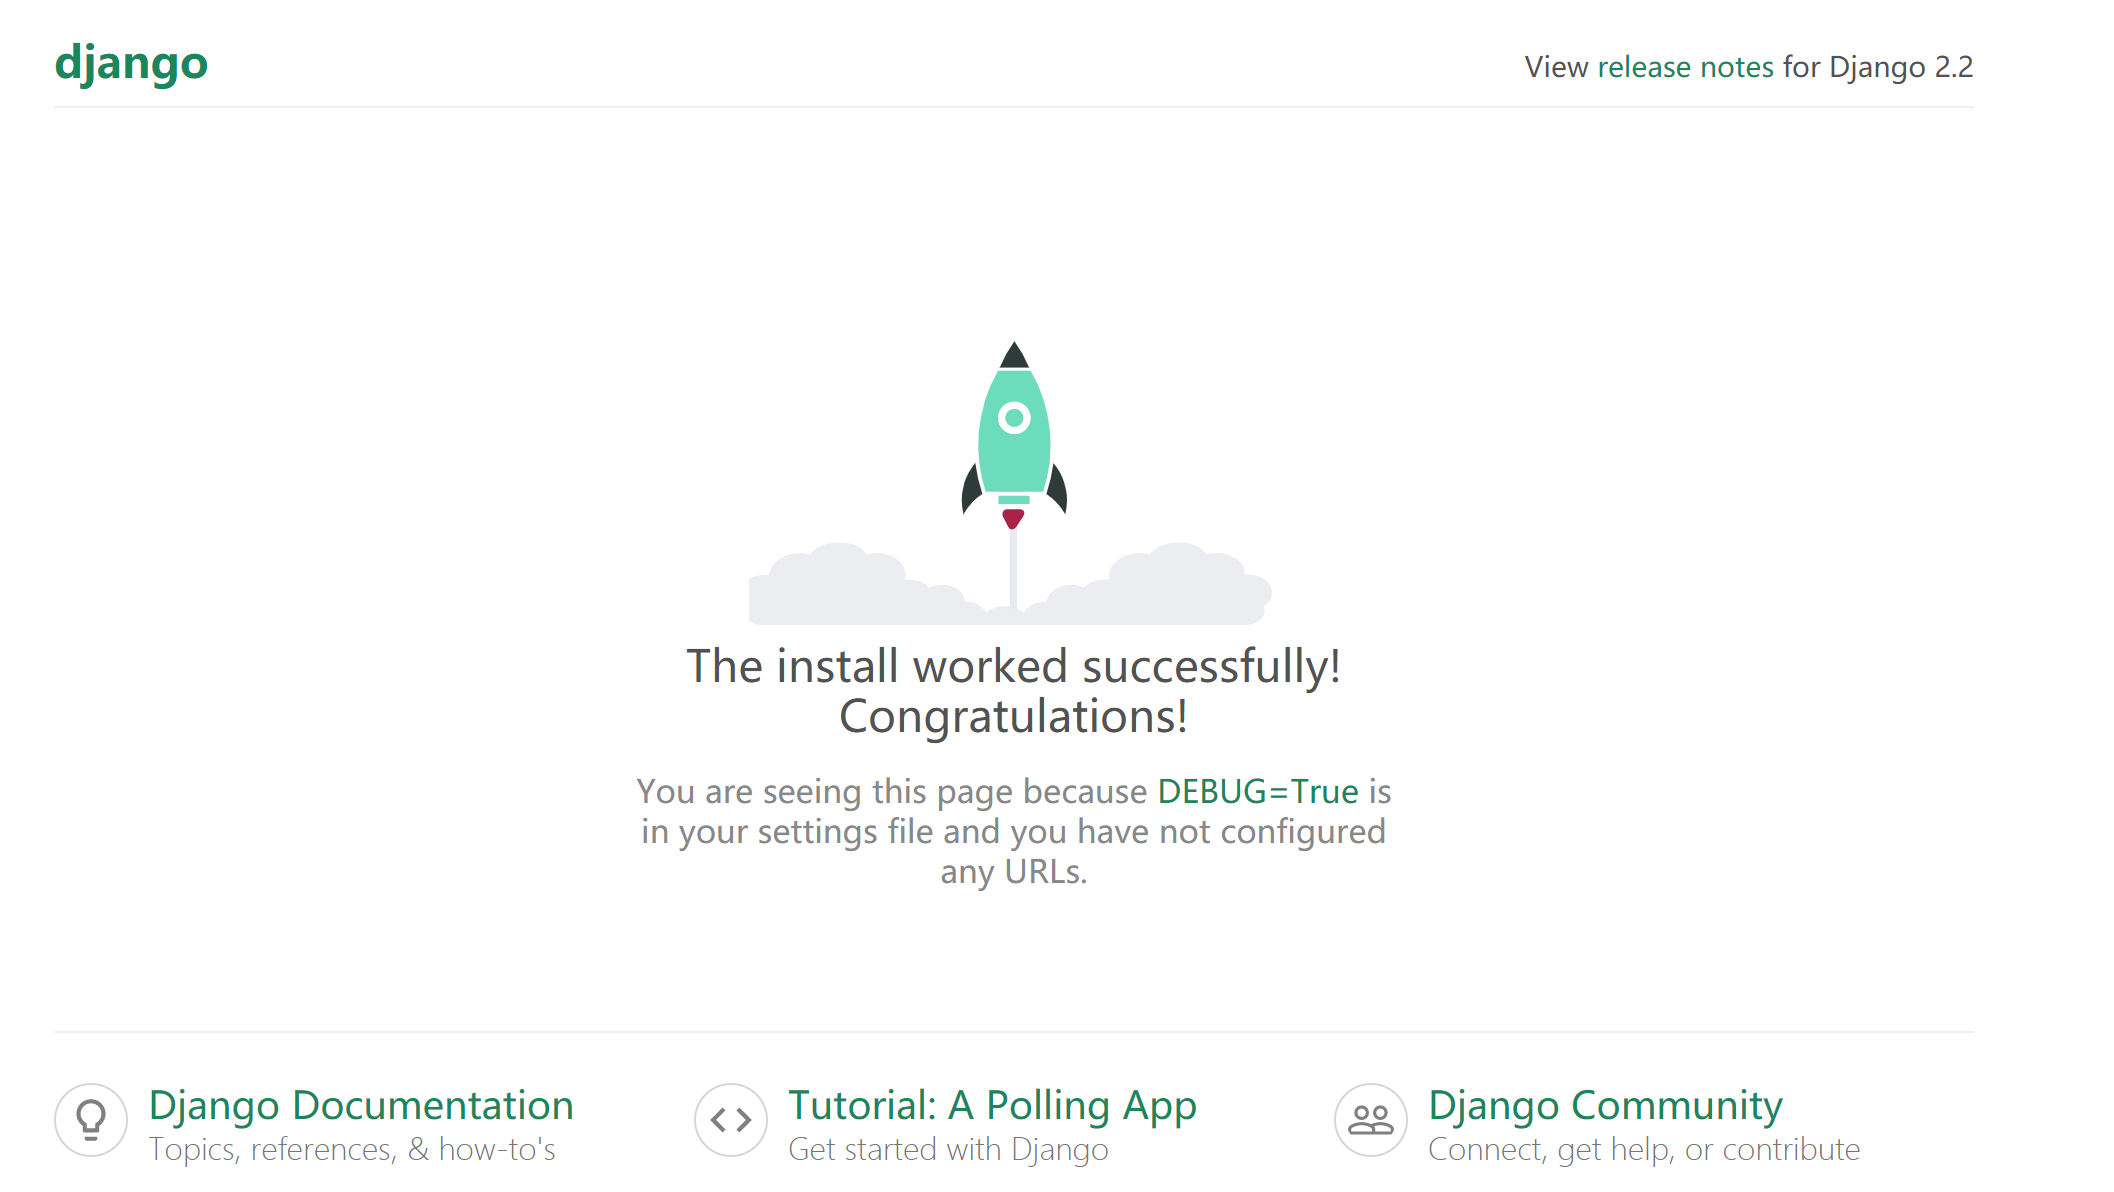 django
View release notes for Django 2.2
The install worked successfully!
Congratulations!
You are seeing this page because DEBUG=True is
in your settings file and you have not configured
any URLs.
Django Documentation
Topics, references, & how-to's
Tutorial: A Polling App
Get started with Django
Django Community
Connect, get help, or contribute